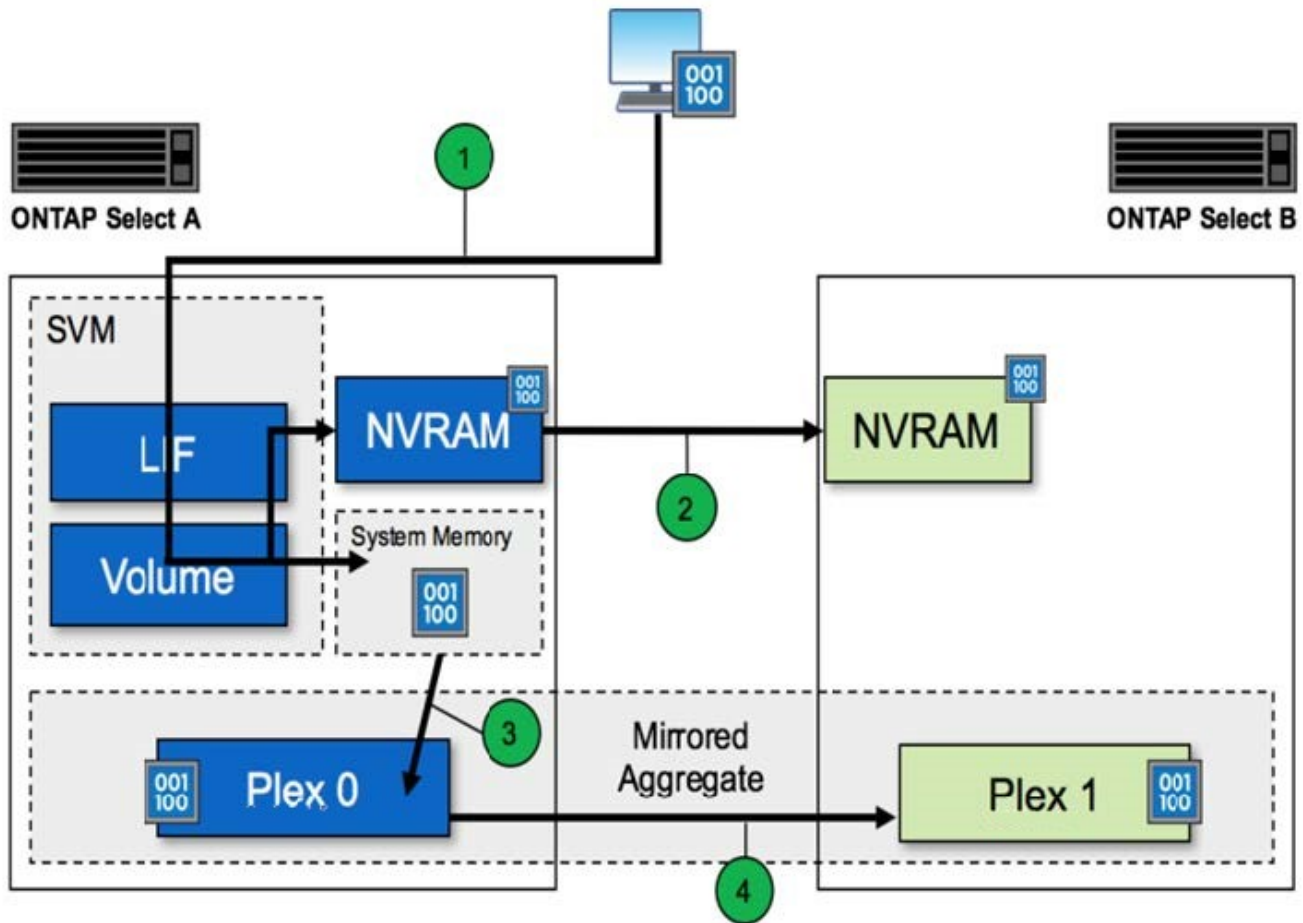 001
100
1
ONTAP Select A
ONTAP Select B
SVM
LIF
NVRAM
001
100
NVRAM
001
100
2
Volume
System Memory
001
100
3
Mirrored
Aggregate
001
100
Plex 0
Plex 1
001
100
4